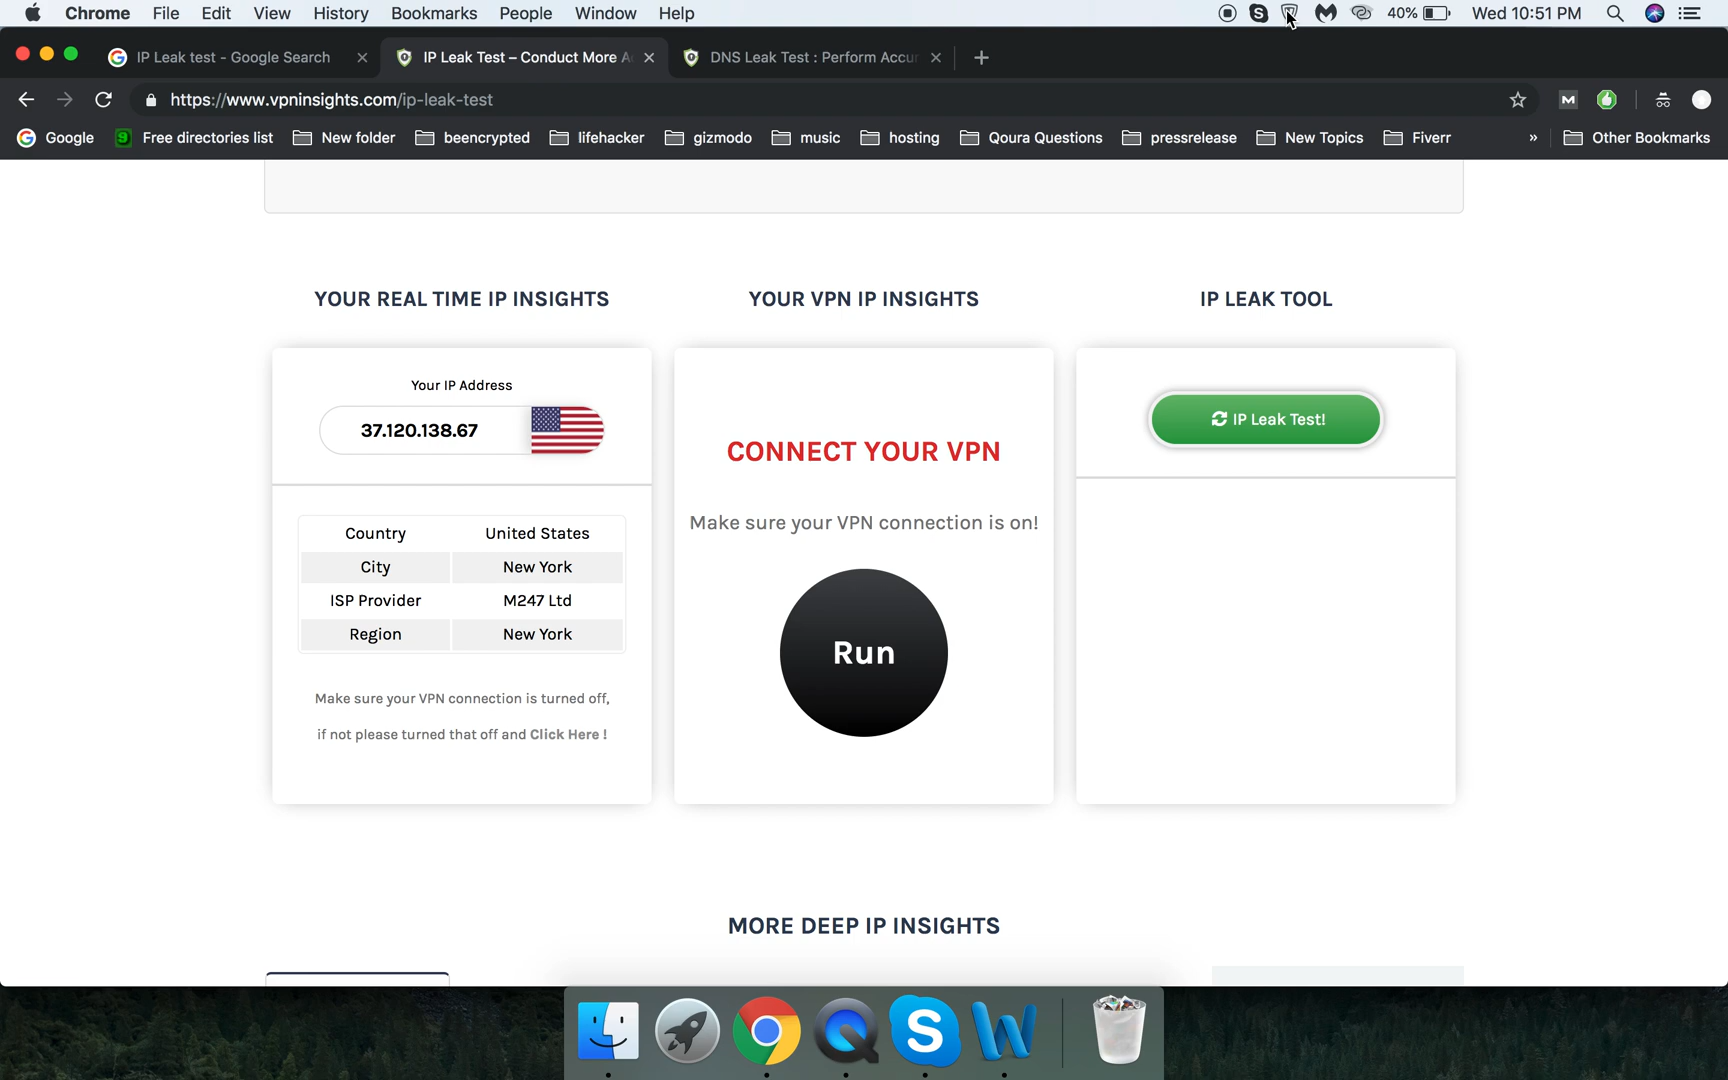 Chrome File Edit View History Bookmarks People Window Help 40% Wed 10:51 PM
IP Leak test - Google Search IP Leak Test – Conduct More A DNS Leak Test : Perform Accur
https://www.vpninsights.com/ip-leak-test
Google Free directories list New folder beencrypted lifehacker gizmodo music hosting Qoura Questions pressrelease New Topics Fiverr » Other Bookmarks
YOUR REAL TIME IP INSIGHTS
Your IP Address
37.120.138.67
Country United States
City New York
ISP Provider M247 Ltd
Region New York
Make sure your VPN connection is turned off,
if not please turned that off and Click Here !
YOUR VPN IP INSIGHTS
CONNECT YOUR VPN
Make sure your VPN connection is on!
Run
IP LEAK TOOL
IP Leak Test!
MORE DEEP IP INSIGHTS